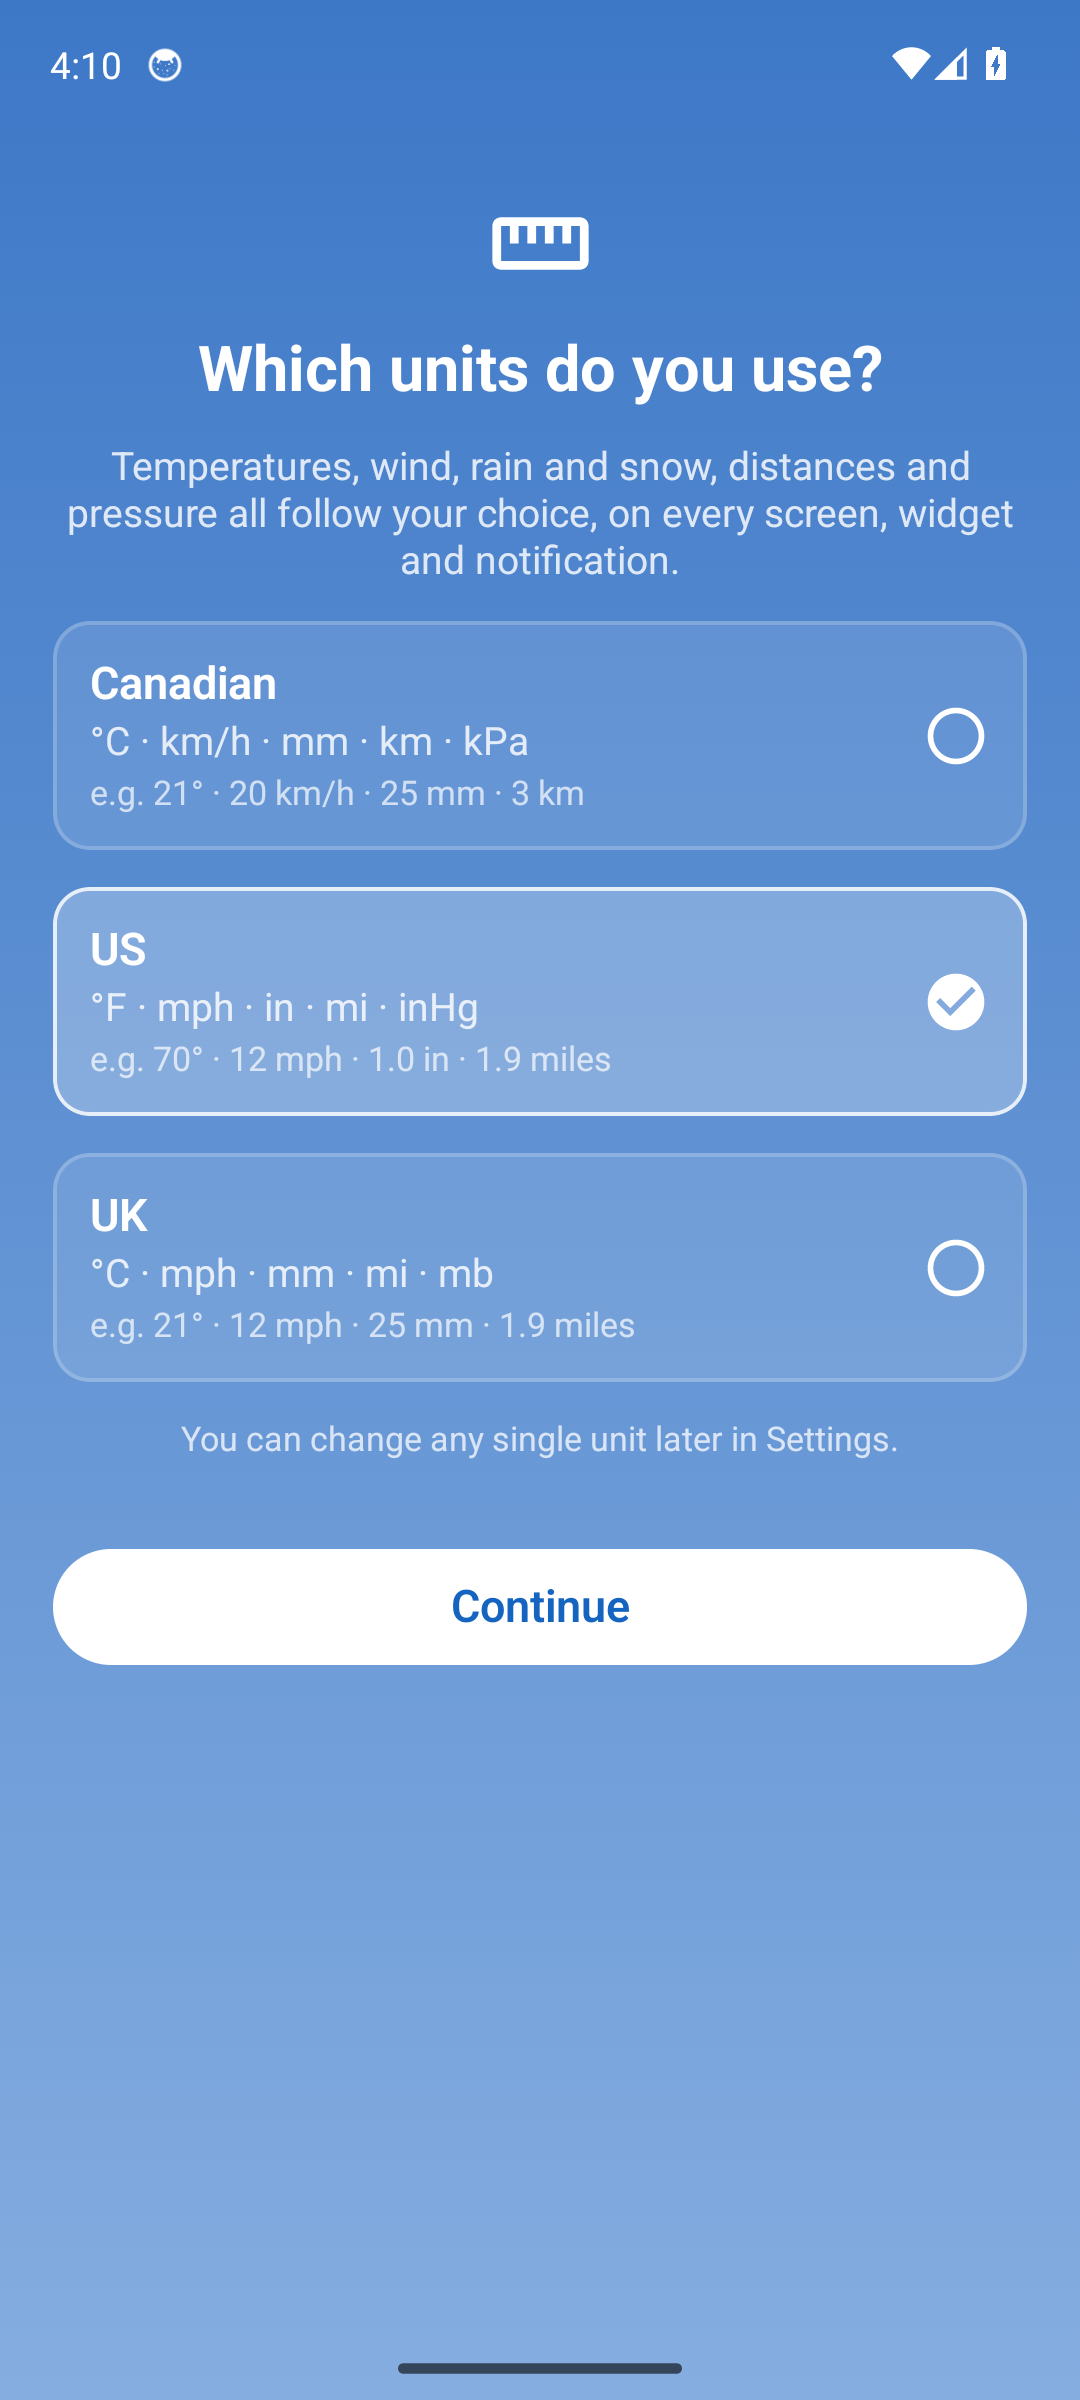 4:10
Which units do you use?
Temperatures, wind, rain and snow, distances and
pressure all follow your choice, on every screen, widget
and notification.
Canadian
°C · km/h · mm · km · kPa
e.g. 21° · 20 km/h · 25 mm · 3 km
US
°F · mph · in · mi · inHg
e.g. 70° · 12 mph · 1.0 in · 1.9 miles
UK
°C · mph · mm · mi · mb
e.g. 21° · 12 mph · 25 mm · 1.9 miles
You can change any single unit later in Settings.
Continue